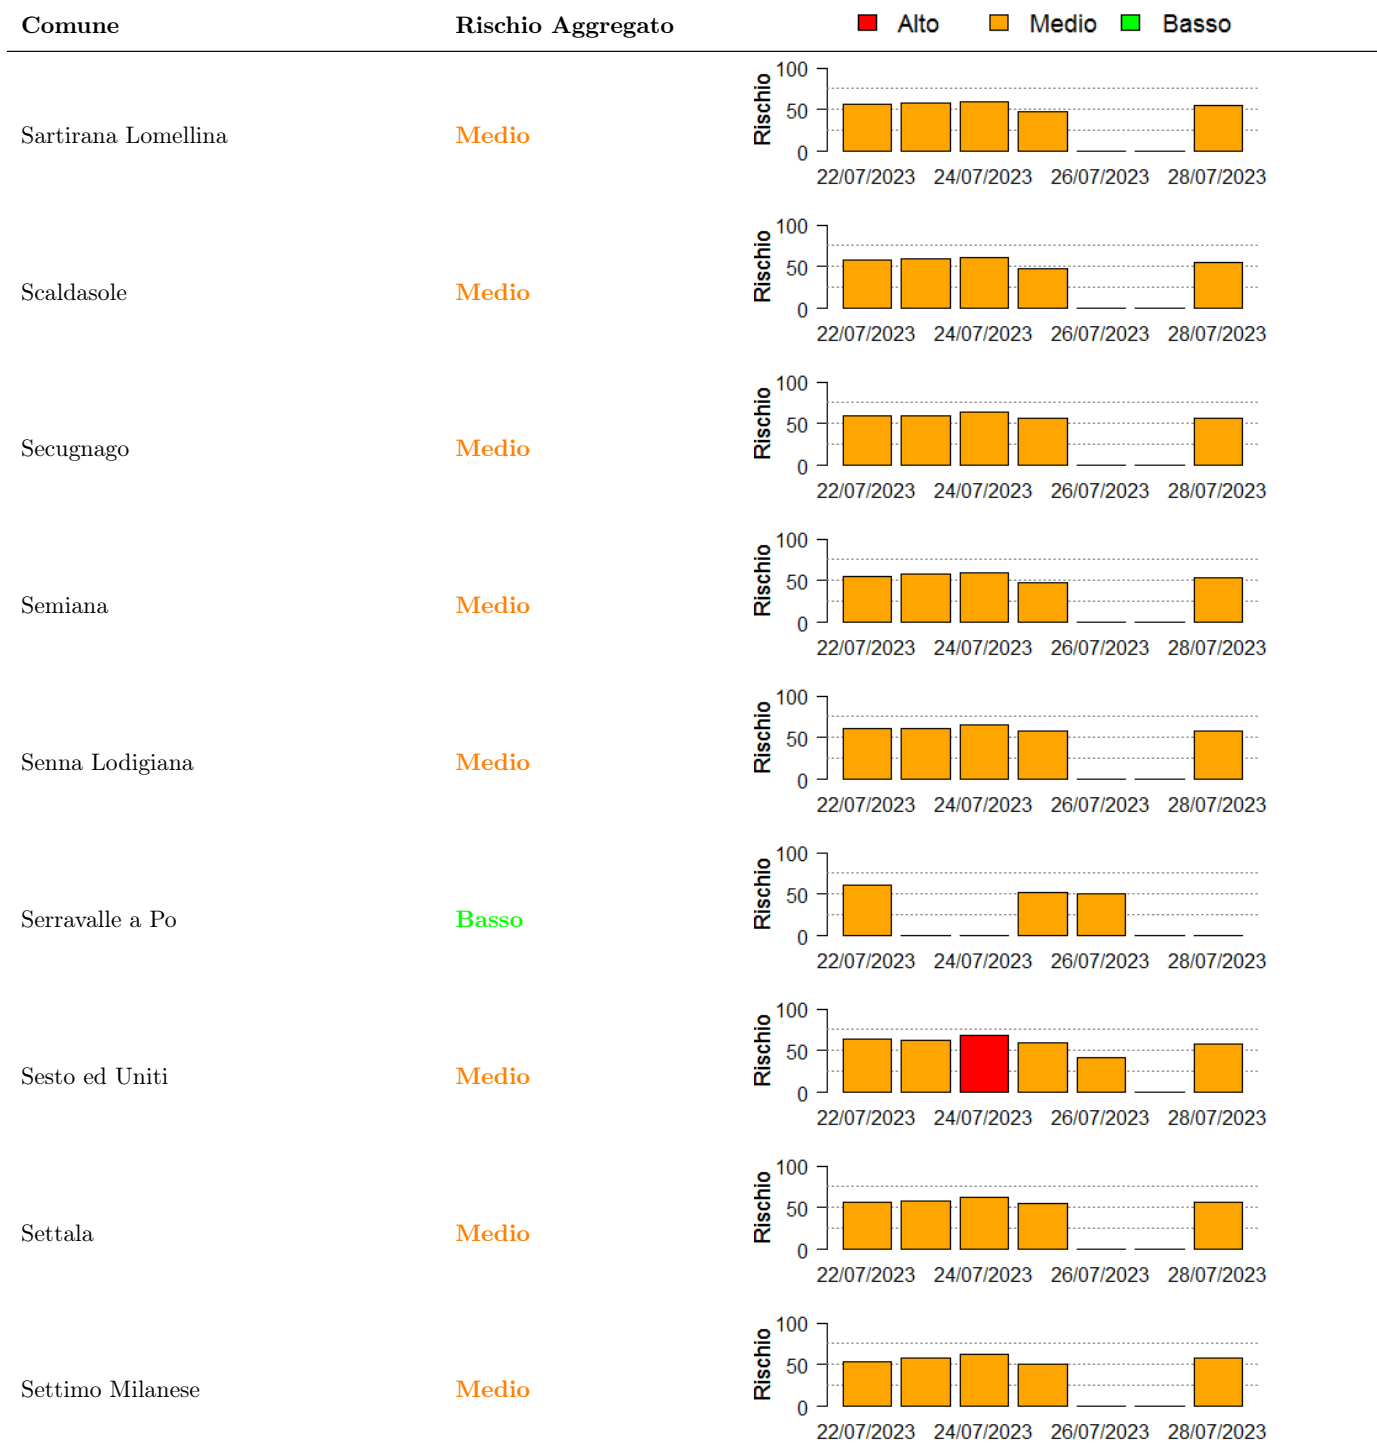 Comune Rischio Aggregato Alto Medio Basso
100
50
0
Rischio
Sartirana Lomellina Medio
22/07/2023 24/07/2023 26/07/2023 28/07/2023
100
50
0
Rischio
Scaldasole Medio
22/07/2023 24/07/2023 26/07/2023 28/07/2023
100
50
0
Rischio
Secugnago Medio
22/07/2023 24/07/2023 26/07/2023 28/07/2023
100
50
0
Rischio
Semiana Medio
22/07/2023 24/07/2023 26/07/2023 28/07/2023
100
50
0
Rischio
Senna Lodigiana Medio
22/07/2023 24/07/2023 26/07/2023 28/07/2023
100
50
0
Rischio
Serravalle a Po Basso
22/07/2023 24/07/2023 26/07/2023 28/07/2023
100
50
0
Rischio
Sesto ed Uniti Medio
22/07/2023 24/07/2023 26/07/2023 28/07/2023
100
50
0
Rischio
Settala Medio
22/07/2023 24/07/2023 26/07/2023 28/07/2023
100
50
0
Rischio
Settimo Milanese Medio
22/07/2023 24/07/2023 26/07/2023 28/07/2023